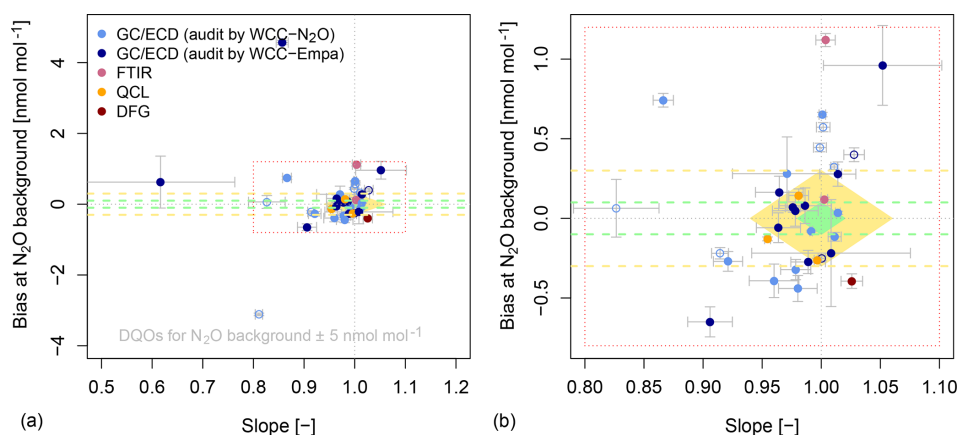 GC/ECD (audit by WCC−N₂O)
GC/ECD (audit by WCC−Empa)
FTIR
QCL
DFG
Bias at N₂O background [nmol mol⁻¹]
4
2
0
−2
−4
DQOs for N₂O background ± 5 nmol mol⁻¹
0.5 0.6 0.7 0.8 0.9 1.0 1.1 1.2
(a) Slope [−]
Bias at N₂O background [nmol mol⁻¹]
1.0
0.5
0.0
−0.5
0.80 0.85 0.90 0.95 1.00 1.05 1.10
(b) Slope [−]